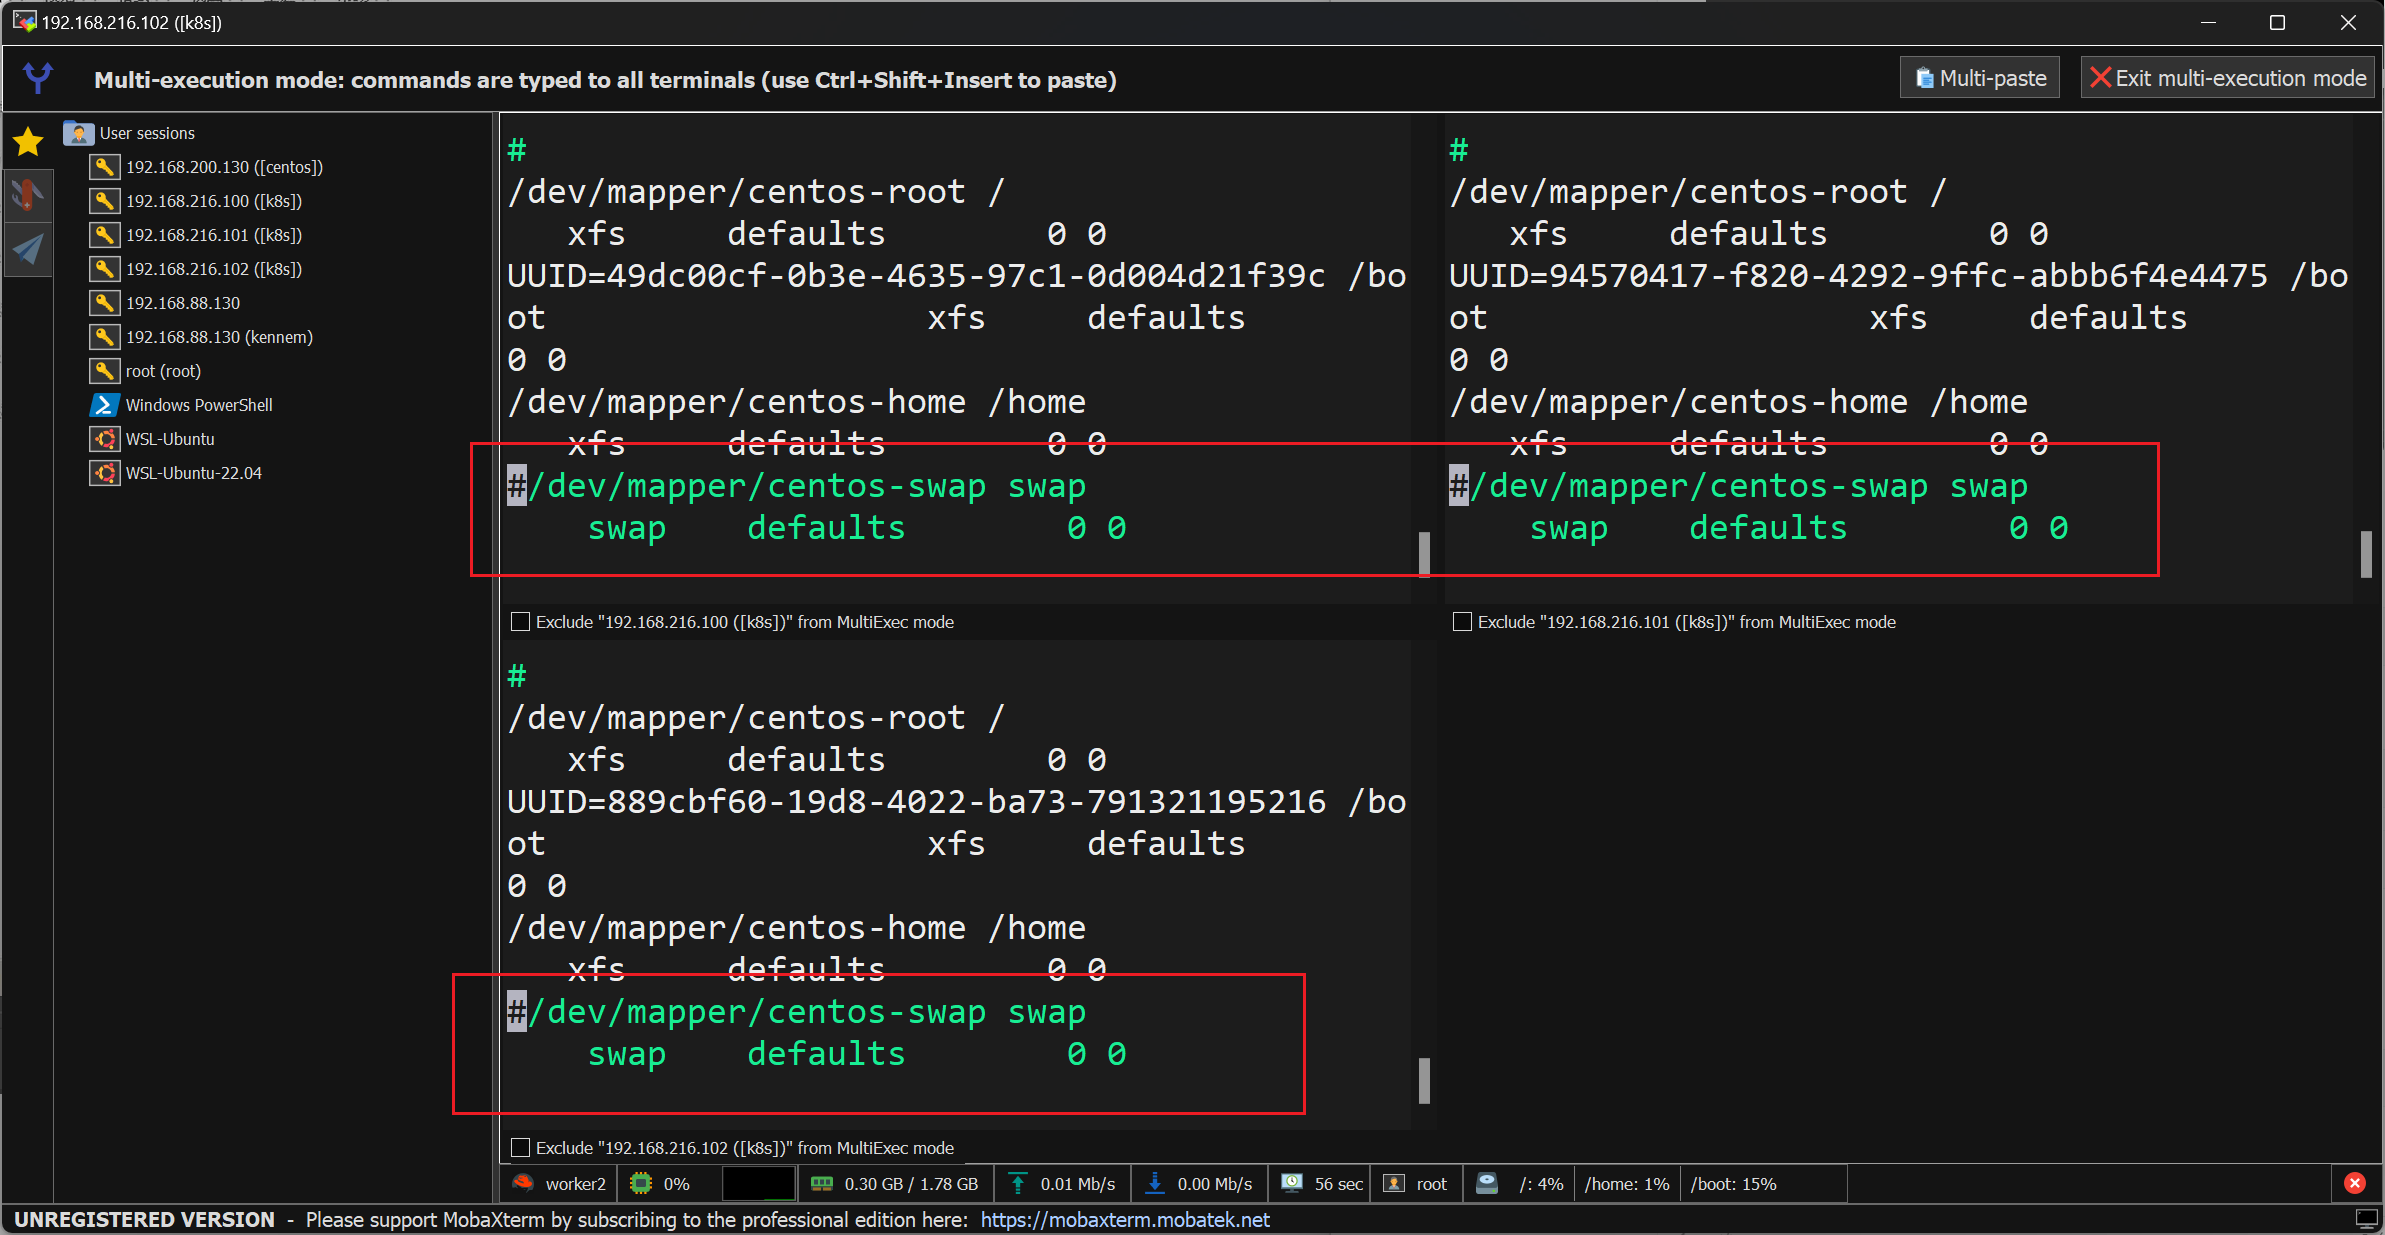 192.168.216.102 ([k8s])
Multi-execution mode: commands are typed to all terminals (use Ctrl+Shift+Insert to paste)
Multi-paste
Exit multi-execution mode
User sessions
192.168.200.130 ([centos])
192.168.216.100 ([k8s])
192.168.216.101 ([k8s])
192.168.216.102 ([k8s])
192.168.88.130
192.168.88.130 (kennem)
root (root)
Windows PowerShell
WSL-Ubuntu
WSL-Ubuntu-22.04
#
/dev/mapper/centos-root /
xfs defaults 0 0
UUID=49dc00cf-0b3e-4635-97c1-0d004d21f39c /bo
ot xfs defaults
0 0
/dev/mapper/centos-home /home
xfs defaults 0 0
#/dev/mapper/centos-swap swap
swap defaults 0 0
Exclude "192.168.216.100 ([k8s])" from MultiExec mode
#
/dev/mapper/centos-root /
xfs defaults 0 0
UUID=94570417-f820-4292-9ffc-abbb6f4e4475 /bo
ot xfs defaults
0 0
/dev/mapper/centos-home /home
xfs defaults 0 0
#/dev/mapper/centos-swap swap
swap defaults 0 0
Exclude "192.168.216.101 ([k8s])" from MultiExec mode
#
/dev/mapper/centos-root /
xfs defaults 0 0
UUID=889cbf60-19d8-4022-ba73-791321195216 /bo
ot xfs defaults
0 0
/dev/mapper/centos-home /home
xfs defaults 0 0
#/dev/mapper/centos-swap swap
swap defaults 0 0
Exclude "192.168.216.102 ([k8s])" from MultiExec mode
worker2 0% 0.30 GB / 1.78 GB 0.01 Mb/s 0.00 Mb/s 56 sec root /: 4% /home: 1% /boot: 15%
UNREGISTERED VERSION - Please support MobaXterm by subscribing to the professional edition here: https://mobaxterm.mobatek.net